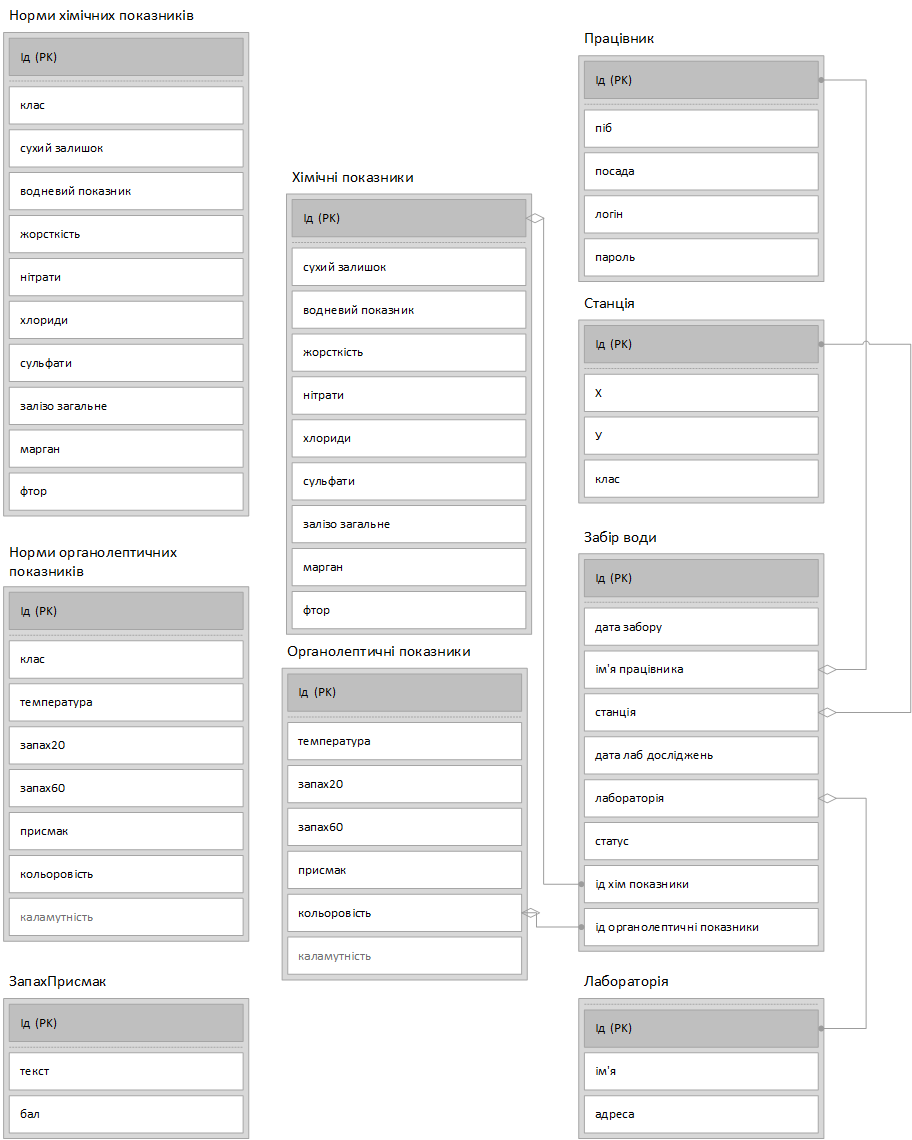 Норми хімічних показників
Ід (PK)
клас
сухий залишок
водневий показник
жорсткість
нітрати
хлориди
сульфати
залізо загальне
марган
фтор
Норми органолептичних
показників
Ід (PK)
клас
температура
запах20
запах60
присмак
кольоровість
каламутність
ЗапахПрисмак
Ід (PK)
текст
бал
Хімічні показники
Ід (PK)
сухий залишок
водневий показник
жорсткість
нітрати
хлориди
сульфати
залізо загальне
марган
фтор
Органолептичні показники
Ід (PK)
температура
запах20
запах60
присмак
кольоровість
каламутність
Працівник
Ід (PK)
піб
посада
логін
пароль
Станція
Ід (PK)
Х
У
клас
Забір води
Ід (PK)
дата забору
ім'я працівника
станція
дата лаб досліджень
лабораторія
статус
ід хім показники
ід органолептичні показники
Лабораторія
Ід (PK)
ім'я
адреса